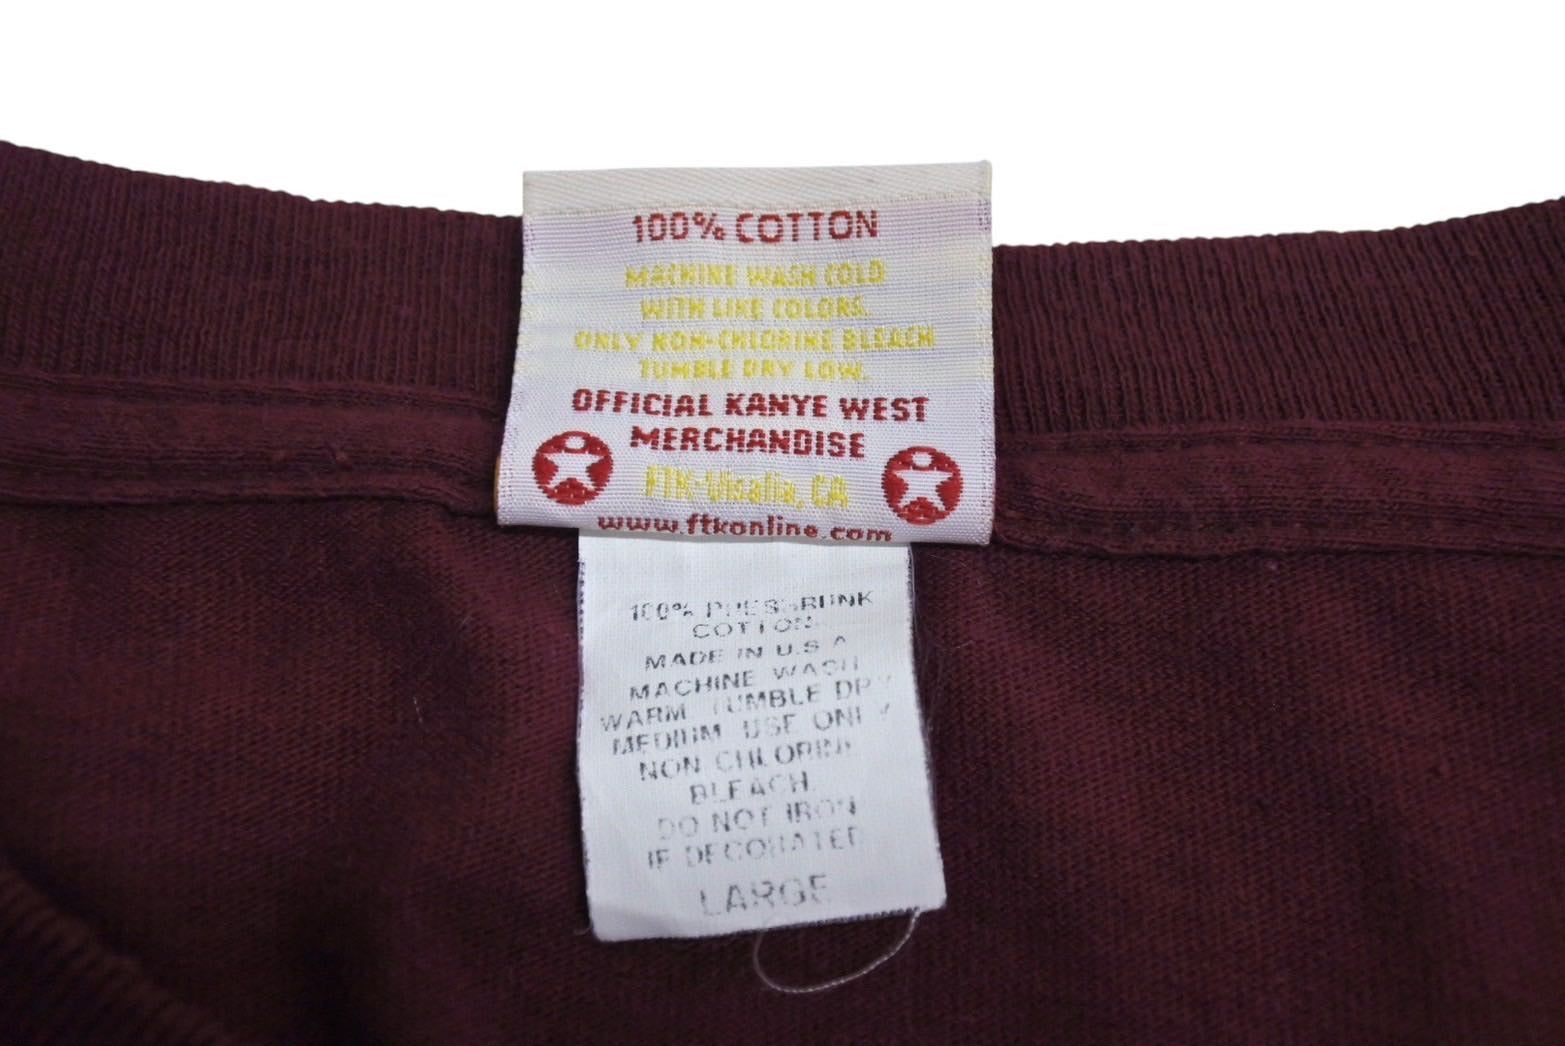 100% COTTON
MACHINE WASH COLD
WITH LIKE COLORS.
ONLY NON-CHLORINE BLEACH
TUMBLE DRY LOW.
OFFICIAL KANYE WEST
MERCHANDISE
FTK-Visalia, CA
www.ftkonline.com
100% PRESHRUNK
COTTON
MADE IN U.S.A
MACHINE WASH
WARM TUMBLE DRY
MEDIUM USE ONLY
NON CHLORINE
BLEACH.
DO NOT IRON
IF DECORATED
LARGE